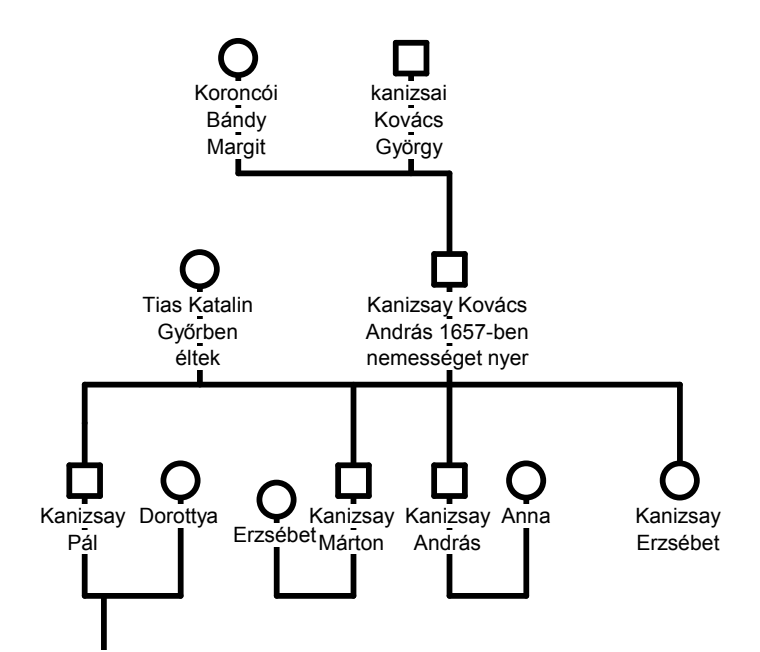 Koroncói
Bándy
Margit
kanizsai
Kovács
György
Tias Katalin
Győrben
éltek
Kanizsay Kovács
András 1657-ben
nemességet nyer
Kanizsay
Pál
Dorottya
Erzsébet
Kanizsay
Márton
Kanizsay
András
Anna
Kanizsay
Erzsébet